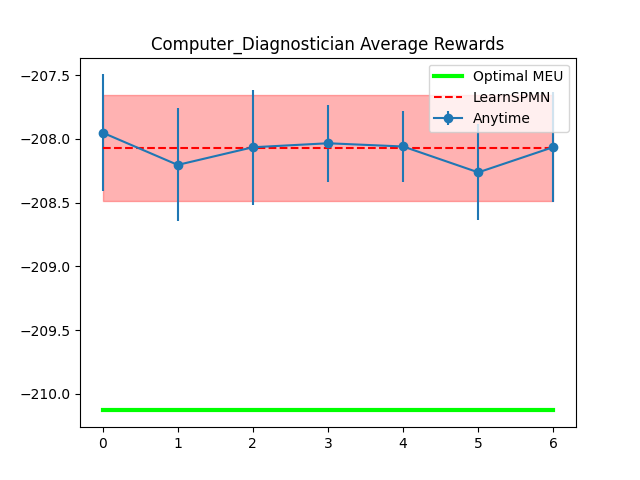 Computer_Diagnostician Average Rewards
Optimal MEU
LearnSPMN
Anytime
−207.5
−208.0
−208.5
−209.0
−209.5
−210.0
0 1 2 3 4 5 6